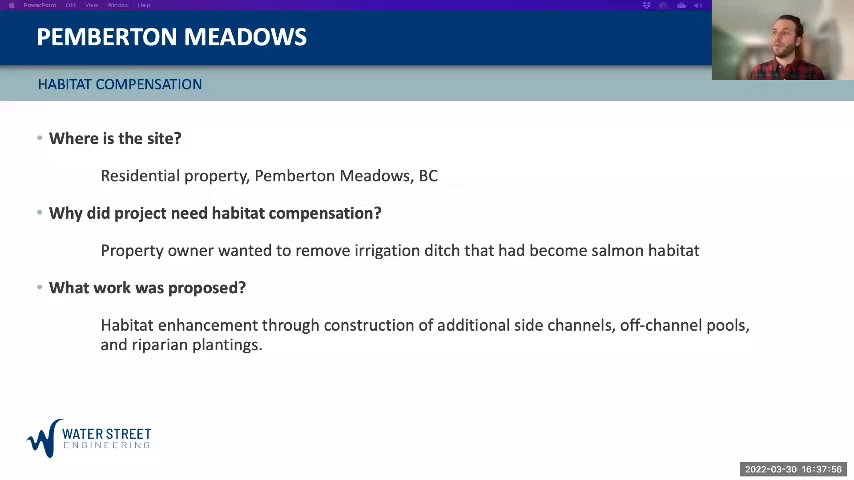 PowerPoint Edit View Window Help
PEMBERTON MEADOWS
HABITAT COMPENSATION
• Where is the site?
Residential property, Pemberton Meadows, BC
• Why did project need habitat compensation?
Property owner wanted to remove irrigation ditch that had become salmon habitat
• What work was proposed?
Habitat enhancement through construction of additional side channels, off-channel pools,
and riparian plantings.
WATER STREET
ENGINEERING
2022-03-30 16:37:56